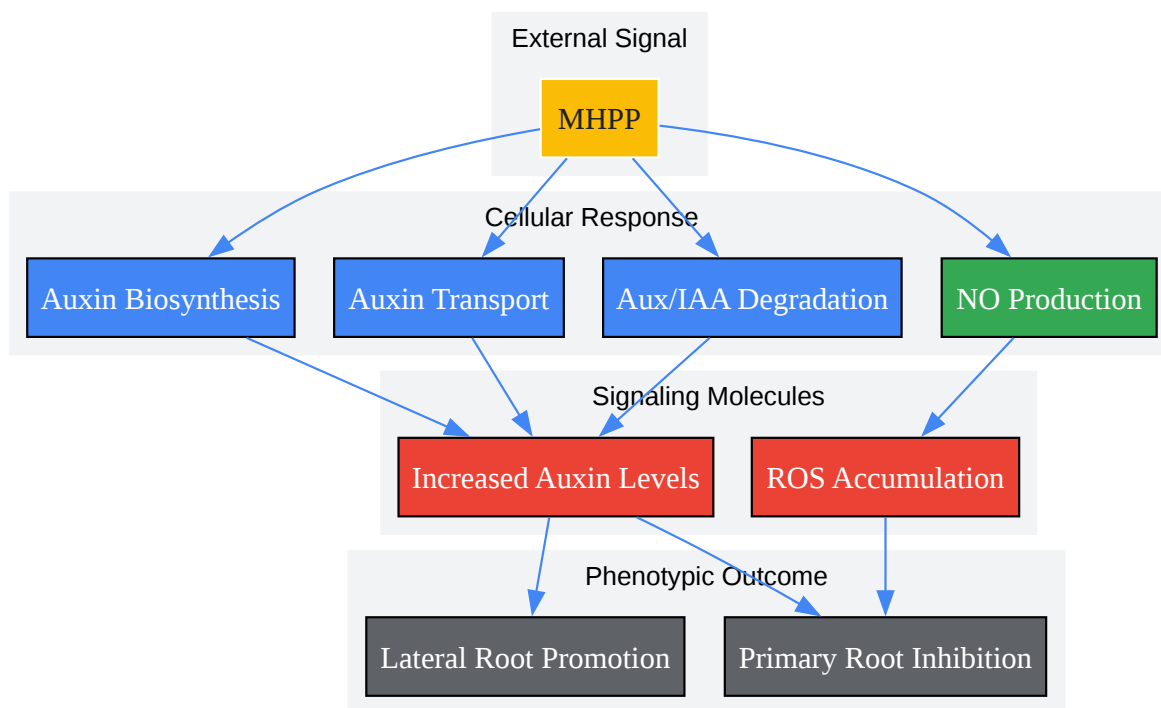 External Signal
MHPP
Cellular Response
Auxin Biosynthesis
Auxin Transport
Aux/IAA Degradation
NO Production
Signaling Molecules
Increased Auxin Levels
ROS Accumulation
Phenotypic Outcome
Lateral Root Promotion
Primary Root Inhibition